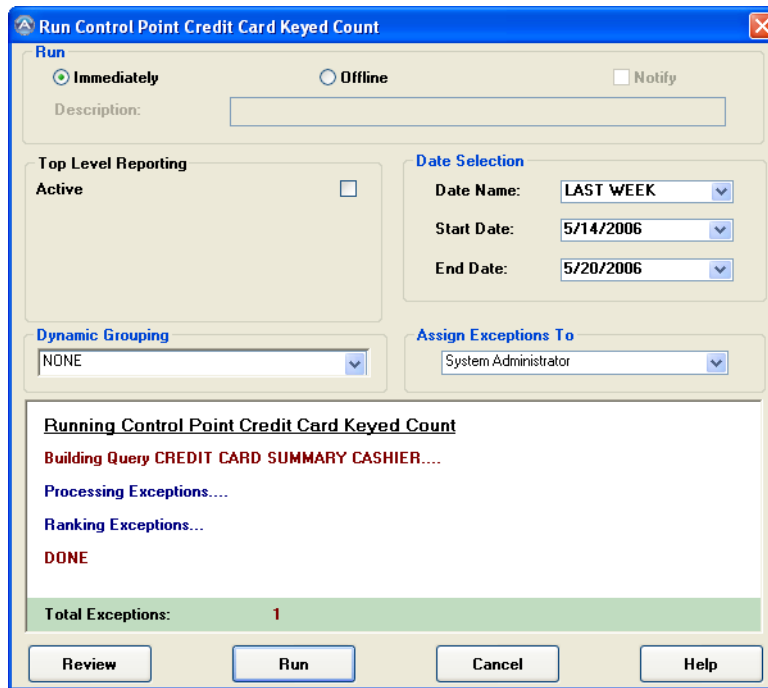 Run Control Point Credit Card Keyed Count
Run
Immediately
Offline
Notify
Description:
Top Level Reporting
Active
Date Selection
Date Name: LAST WEEK
Start Date: 5/14/2006
End Date: 5/20/2006
Dynamic Grouping
NONE
Assign Exceptions To
System Administrator
Running Control Point Credit Card Keyed Count
Building Query CREDIT CARD SUMMARY CASHIER....
Processing Exceptions....
Ranking Exceptions...
DONE
Total Exceptions: 1
Review Run Cancel Help